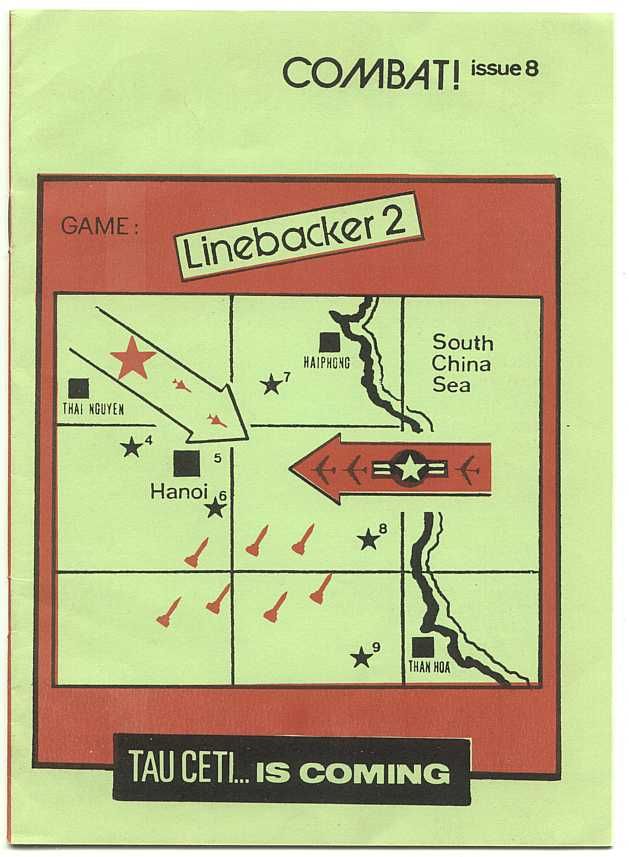 COMBAT! issue 8
GAME:
Linebacker 2
HAIPHONG
South
China
Sea
7
THAI NGUYEN
4
5
Hanoi
6
8
9
THAN HOA
TAU CETI... IS COMING